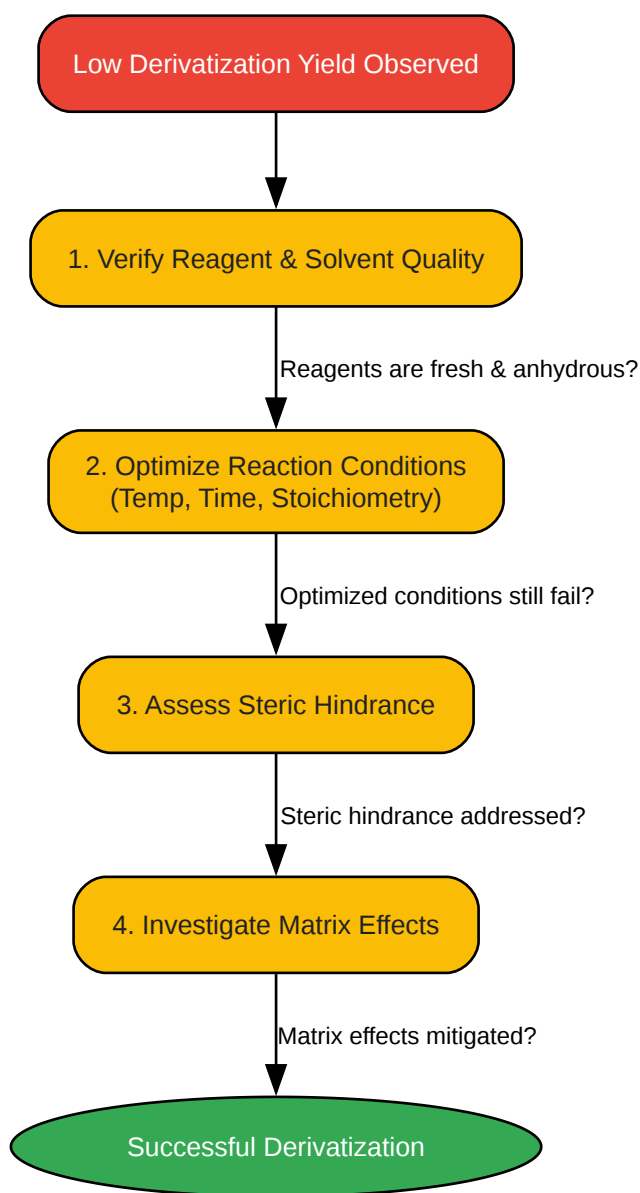 Low Derivatization Yield Observed
1. Verify Reagent & Solvent Quality
Reagents are fresh & anhydrous?
2. Optimize Reaction Conditions
(Temp, Time, Stoichiometry)
Optimized conditions still fail?
3. Assess Steric Hindrance
Steric hindrance addressed?
4. Investigate Matrix Effects
Matrix effects mitigated?
Successful Derivatization